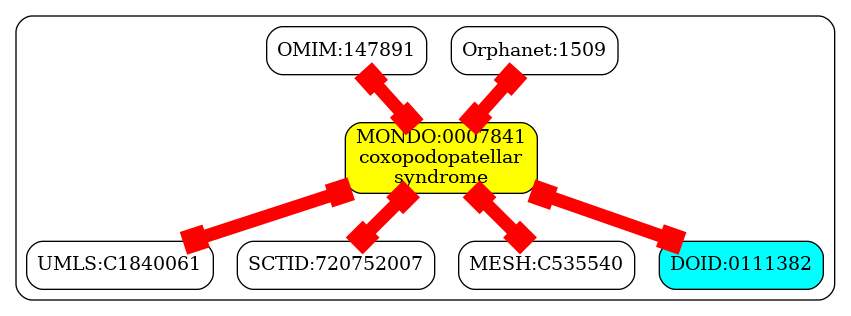 OMIM:147891
Orphanet:1509
MONDO:0007841
coxopodopatellar
syndrome
UMLS:C1840061
SCTID:720752007
MESH:C535540
DOID:0111382